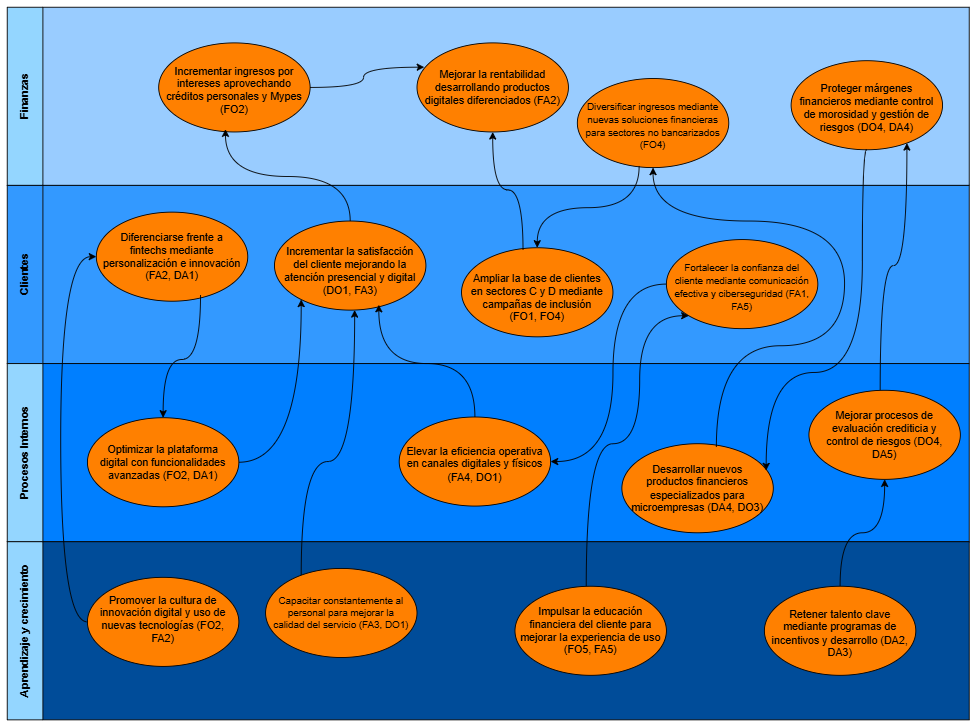 Finanzas
Incrementar ingresos por
intereses aprovechando
créditos personales y Mypes
(FO2)
Mejorar la rentabilidad
desarrollando productos
digitales diferenciados (FA2)
Diversificar ingresos mediante
nuevas soluciones financieras
para sectores no bancarizados
(FO4)
Proteger márgenes
financieros mediante control
de morosidad y gestión de
riesgos (DO4, DA4)
Clientes
Diferenciarse frente a
fintechs mediante
personalización e innovación
(FA2, DA1)
Incrementar la satisfacción
del cliente mejorando la
atención presencial y digital
(DO1, FA3)
Ampliar la base de clientes
en sectores C y D mediante
campañas de inclusión
(FO1, FO4)
Fortalecer la confianza del
cliente mediante comunicación
efectiva y ciberseguridad (FA1,
FA5)
Procesos Internos
Optimizar la plataforma
digital con funcionalidades
avanzadas (FO2, DA1)
Elevar la eficiencia operativa
en canales digitales y físicos
(FA4, DO1)
Desarrollar nuevos
productos financieros
especializados para
microempresas (DA4, DO3)
Mejorar procesos de
evaluación crediticia y
control de riesgos (DO4,
DA5)
Aprendizaje y crecimiento
Promover la cultura de
innovación digital y uso de
nuevas tecnologías (FO2,
FA2)
Capacitar constantemente al
personal para mejorar la
calidad del servicio (FA3, DO1)
Impulsar la educación
financiera del cliente para
mejorar la experiencia de uso
(FO5, FA5)
Retener talento clave
mediante programas de
incentivos y desarrollo (DA2,
DA3)